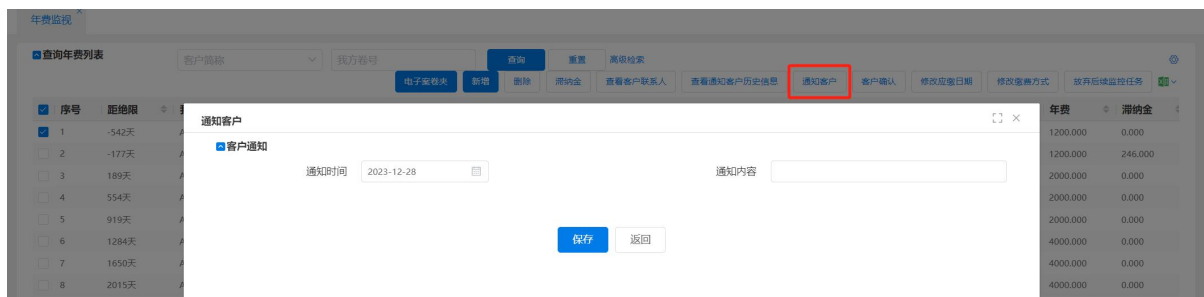 年费监视 ×
查询年费列表 客户简称 我方卷号 查询 重置 高级检索
电子案卷夹 新增 删除 滞纳金 查看客户联系人 查看通知客户历史信息 通知客户 客户确认 修改应缴日期 修改缴费方式 放弃后续监控任务
序号 距绝限 年费 滞纳金
1 -542天 1200.000 0.000
2 -177天 1200.000 246.000
3 189天 2000.000 0.000
4 554天 2000.000 0.000
5 919天 2000.000 0.000
6 1284天 4000.000 0.000
7 1650天 4000.000 0.000
8 2015天 4000.000 0.000
通知客户
客户通知
通知时间 2023-12-28 通知内容
保存 返回